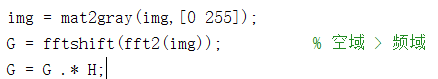 img = mat2gray(img,[0 255]);
G = fftshift(fft2(img)); % 空域 > 频域
G = G .* H;